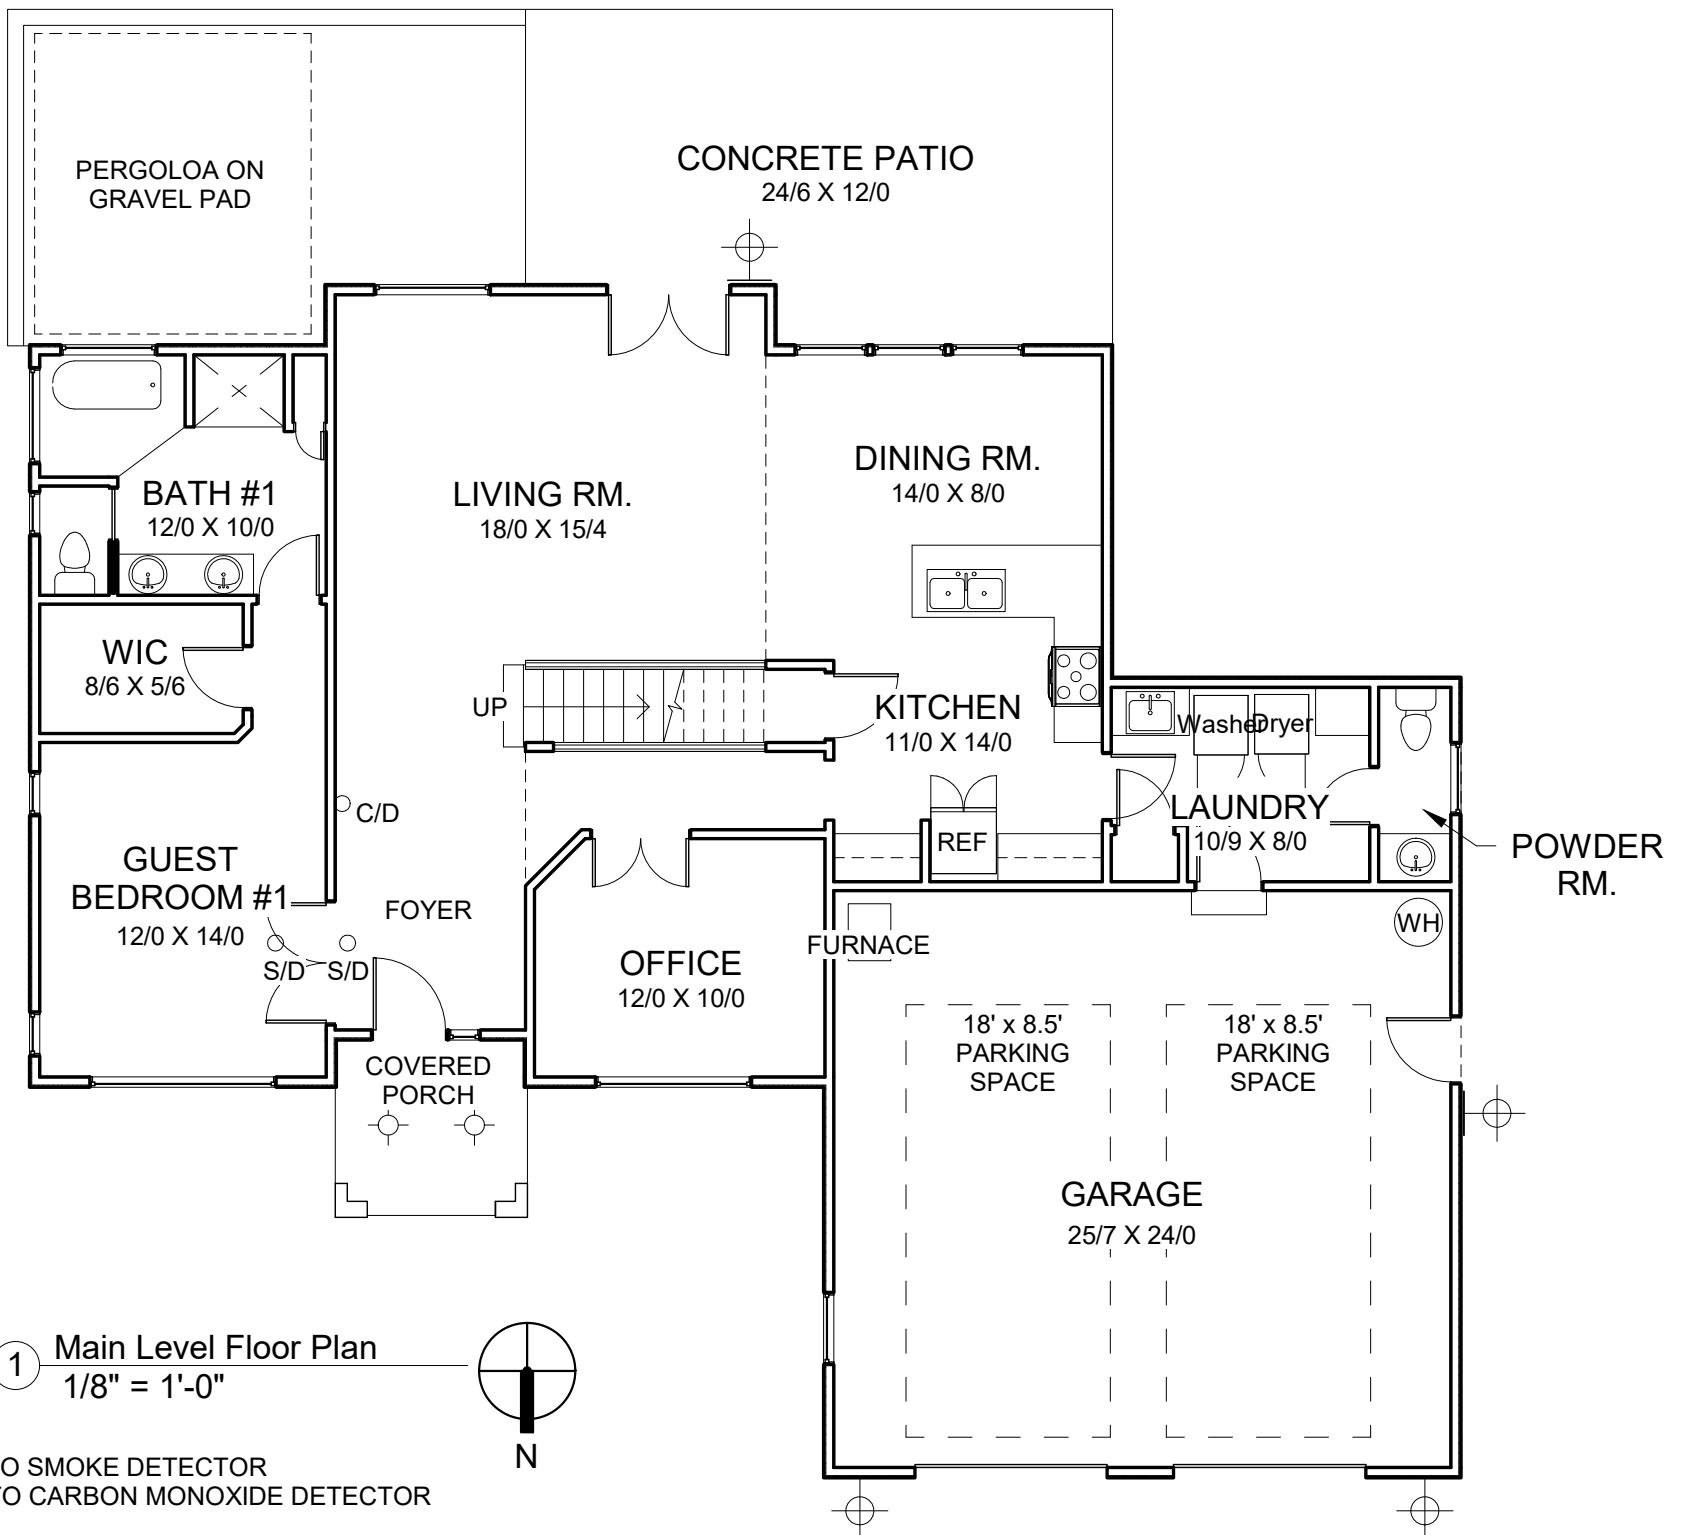 PERGOLOA ON
GRAVEL PAD
CONCRETE PATIO
24/6 X 12/0
BATH #1
12/0 X 10/0
LIVING RM.
18/0 X 15/4
DINING RM.
14/0 X 8/0
WIC
8/6 X 5/6
UP
KITCHEN
11/0 X 14/0
Washer
Dryer
LAUNDRY
10/9 X 8/0
POWDER
RM.
C/D
REF
GUEST
BEDROOM #1
12/0 X 14/0
FOYER
S/D
S/D
OFFICE
12/0 X 10/0
FURNACE
WH
COVERED
PORCH
18' x 8.5'
PARKING
SPACE
18' x 8.5'
PARKING
SPACE
GARAGE
25/7 X 24/0
1
Main Level Floor Plan
1/8" = 1'-0"
N
O SMOKE DETECTOR
TO CARBON MONOXIDE DETECTOR